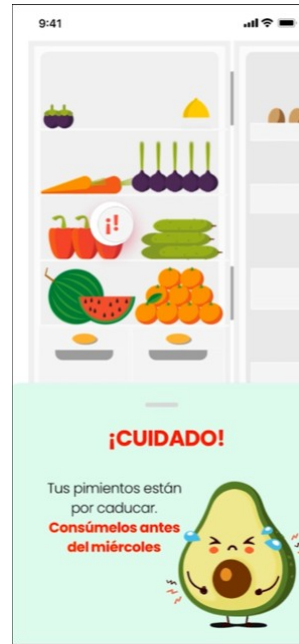 9:41
¡!
¡CUIDADO!
Tus pimientos están
por caducar.
Consúmelos antes
del miércoles